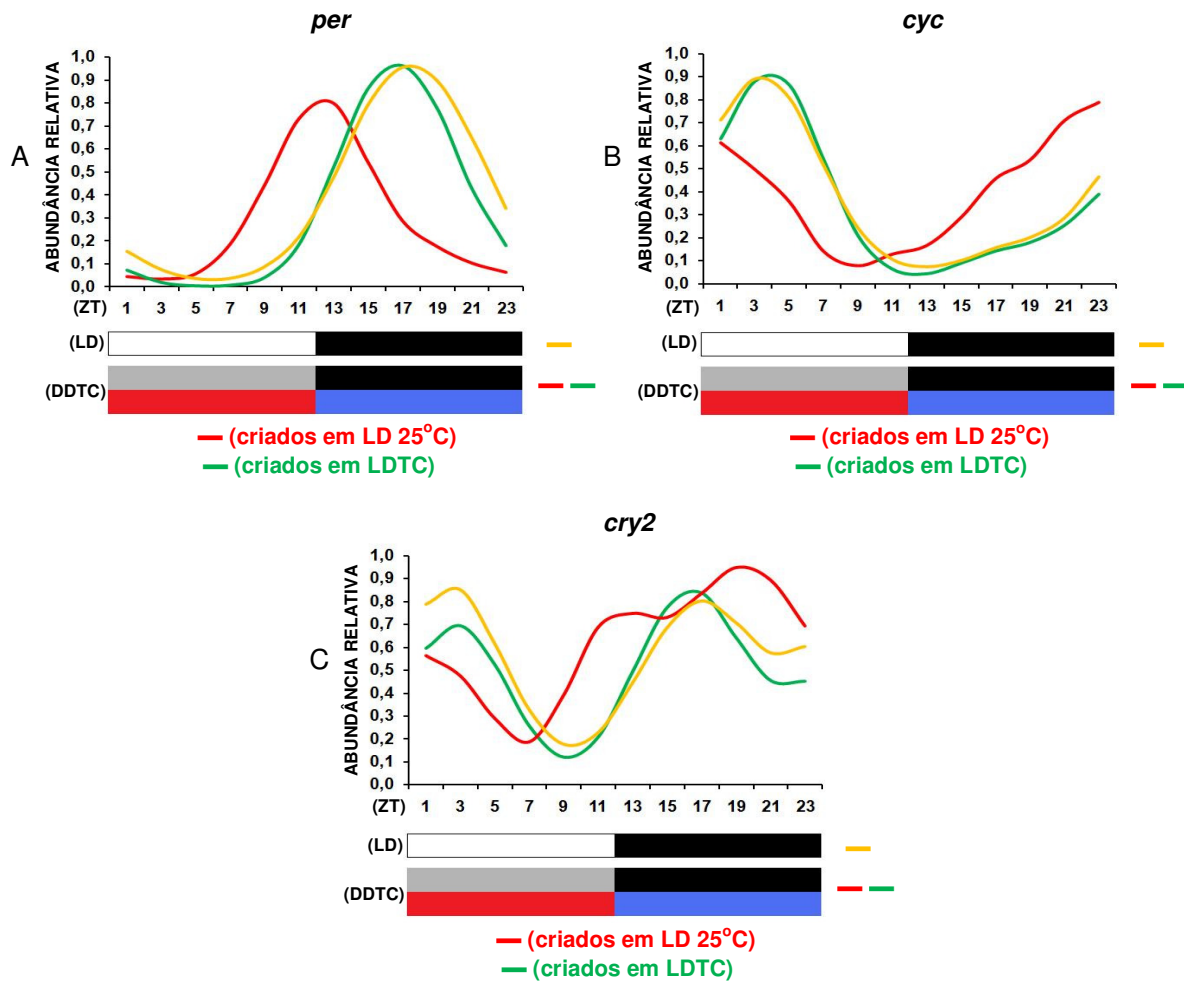 per
A
ABUNDÂNCIA RELATIVA
1,0
0,9
0,8
0,7
0,6
0,5
0,4
0,3
0,2
0,1
0,0
(ZT) 1 3 5 7 9 11 13 15 17 19 21 23
(LD)
(DDTC)
(criados em LD 25°C)
(criados em LDTC)
cyc
B
ABUNDÂNCIA RELATIVA
1,0
0,9
0,8
0,7
0,6
0,5
0,4
0,3
0,2
0,1
0,0
(ZT) 1 3 5 7 9 11 13 15 17 19 21 23
(LD)
(DDTC)
(criados em LD 25°C)
(criados em LDTC)
cry2
C
ABUNDÂNCIA RELATIVA
1,0
0,9
0,8
0,7
0,6
0,5
0,4
0,3
0,2
0,1
0,0
(ZT) 1 3 5 7 9 11 13 15 17 19 21 23
(LD)
(DDTC)
(criados em LD 25°C)
(criados em LDTC)